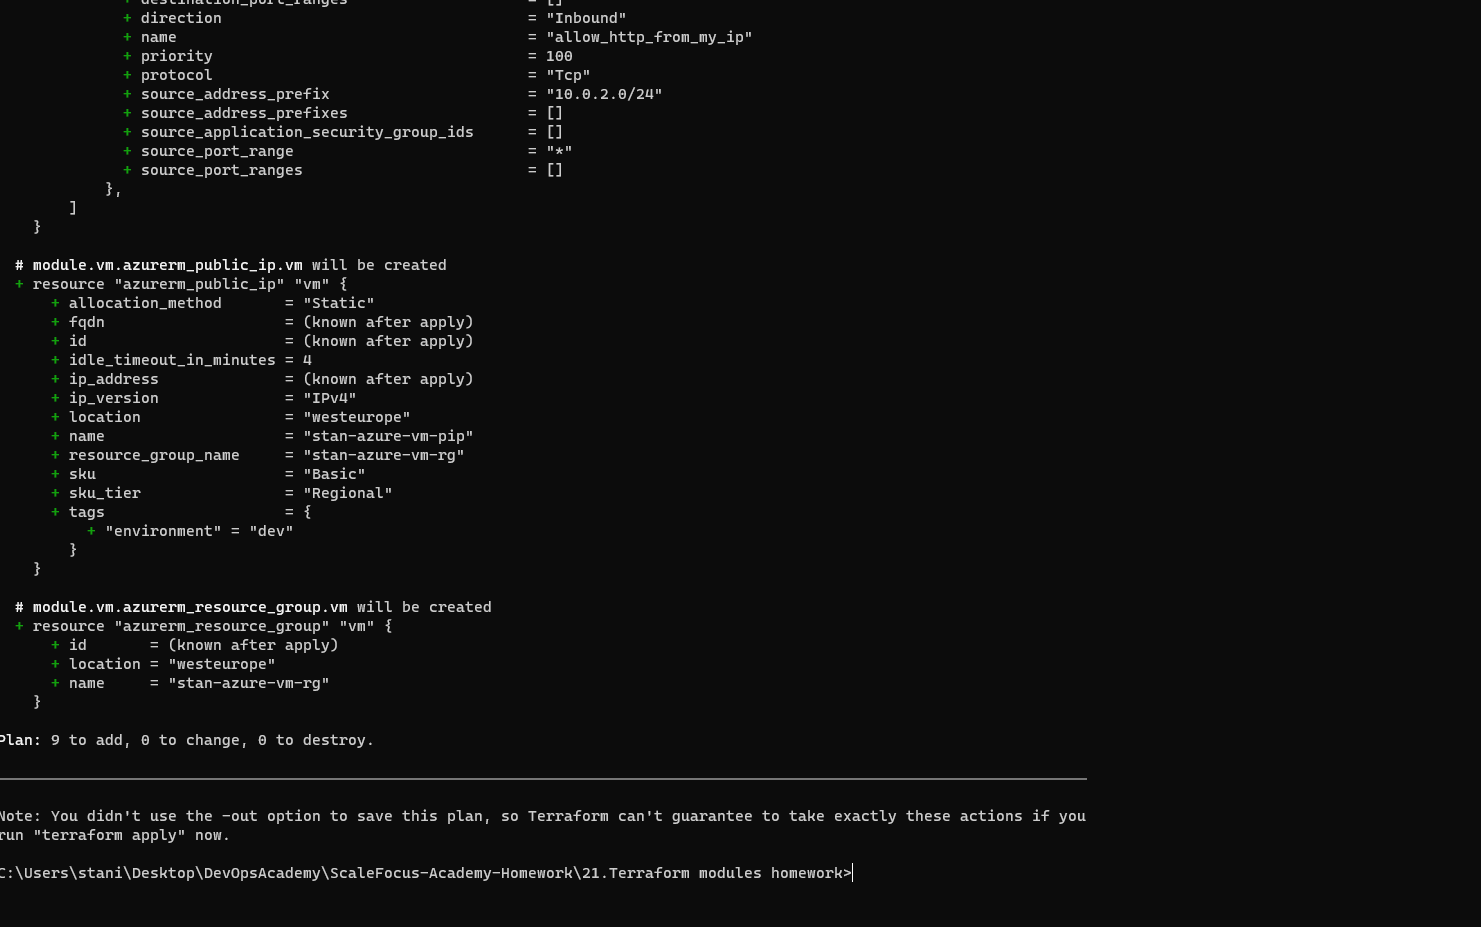 + destination_port_ranges = []
+ direction = "Inbound"
+ name = "allow_http_from_my_ip"
+ priority = 100
+ protocol = "Tcp"
+ source_address_prefix = "10.0.2.0/24"
+ source_address_prefixes = []
+ source_application_security_group_ids = []
+ source_port_range = "*"
+ source_port_ranges = []
},
]
}
# module.vm.azurerm_public_ip.vm will be created
+ resource "azurerm_public_ip" "vm" {
+ allocation_method = "Static"
+ fqdn = (known after apply)
+ id = (known after apply)
+ idle_timeout_in_minutes = 4
+ ip_address = (known after apply)
+ ip_version = "IPv4"
+ location = "westeurope"
+ name = "stan-azure-vm-pip"
+ resource_group_name = "stan-azure-vm-rg"
+ sku = "Basic"
+ sku_tier = "Regional"
+ tags = {
+ "environment" = "dev"
}
}
# module.vm.azurerm_resource_group.vm will be created
+ resource "azurerm_resource_group" "vm" {
+ id = (known after apply)
+ location = "westeurope"
+ name = "stan-azure-vm-rg"
}
Plan: 9 to add, 0 to change, 0 to destroy.
Note: You didn't use the -out option to save this plan, so Terraform can't guarantee to take exactly these actions if you
run "terraform apply" now.
C:\Users\stani\Desktop\DevOpsAcademy\ScaleFocus-Academy-Homework\21.Terraform modules homework>